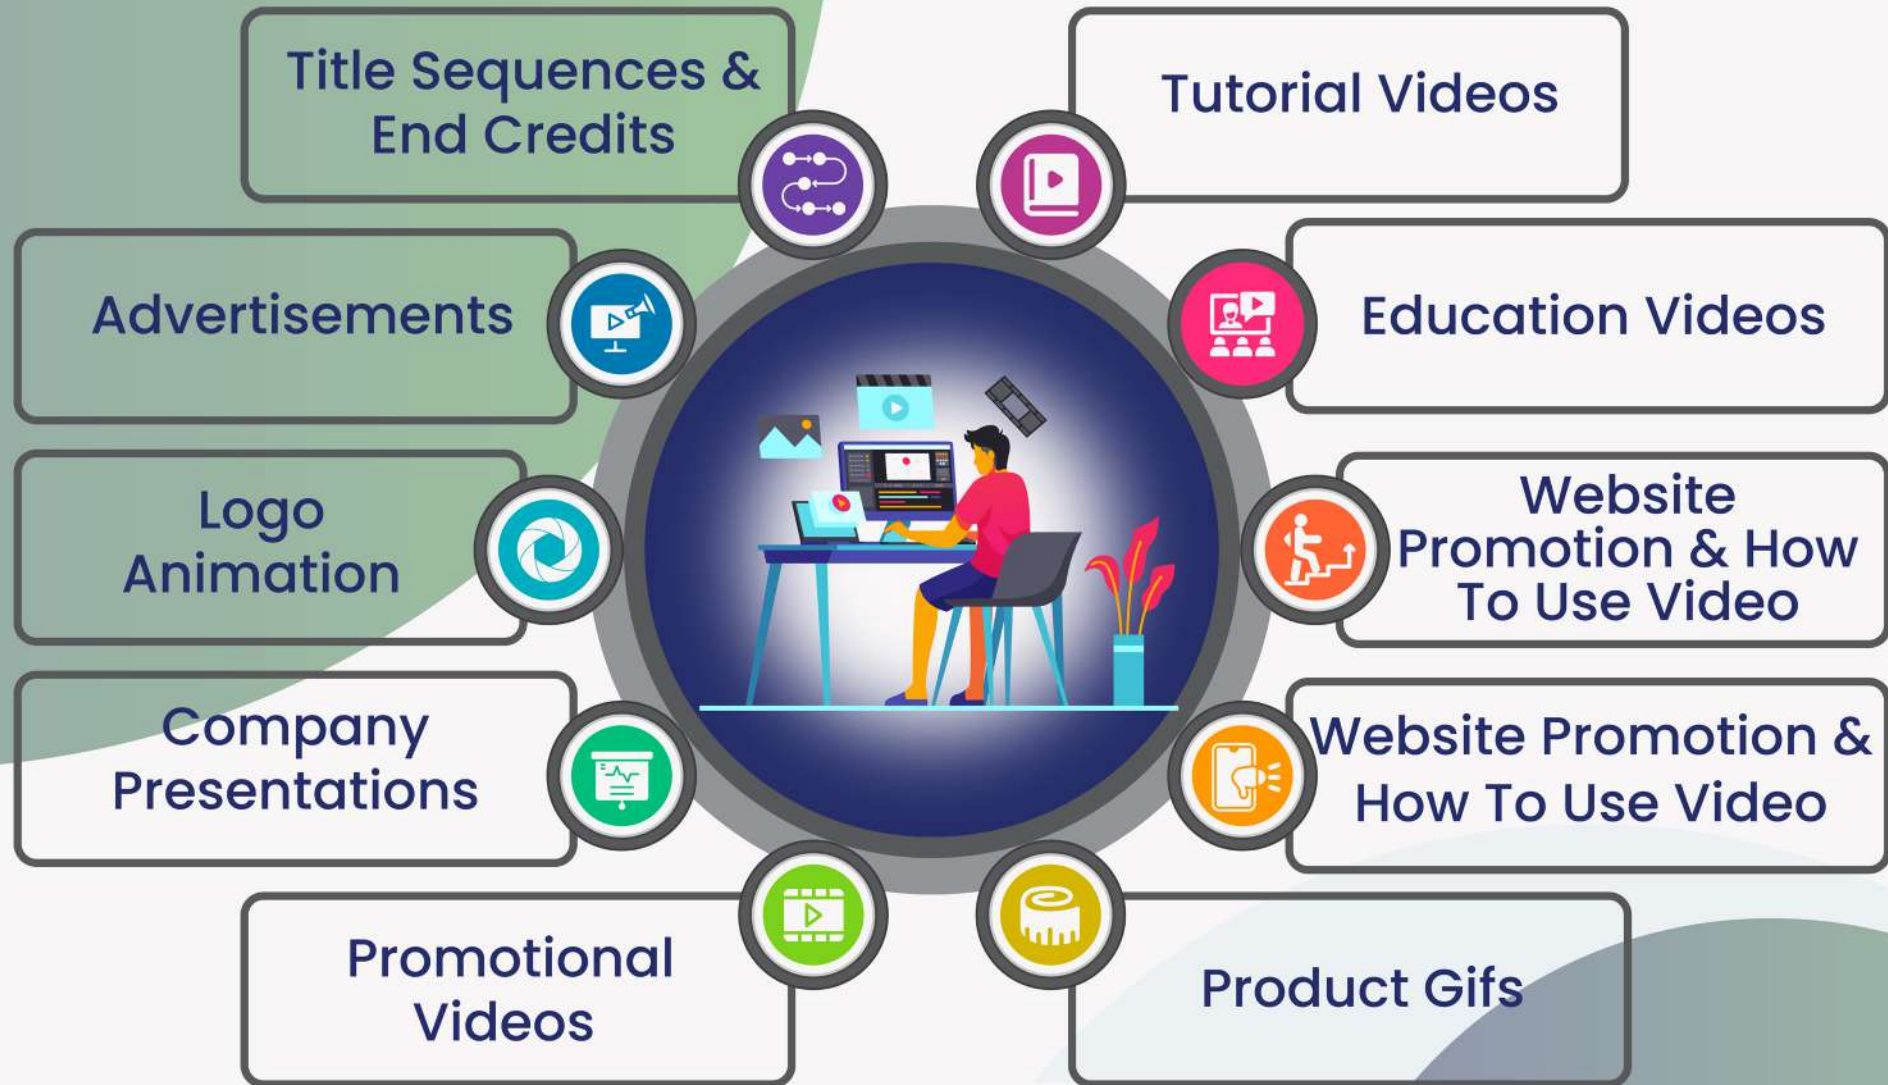 Title Sequences &
End Credits
Tutorial Videos
Advertisements
Education Videos
Logo
Animation
Website
Promotion & How
To Use Video
Company
Presentations
Website Promotion &
How To Use Video
Promotional
Videos
Product Gifs